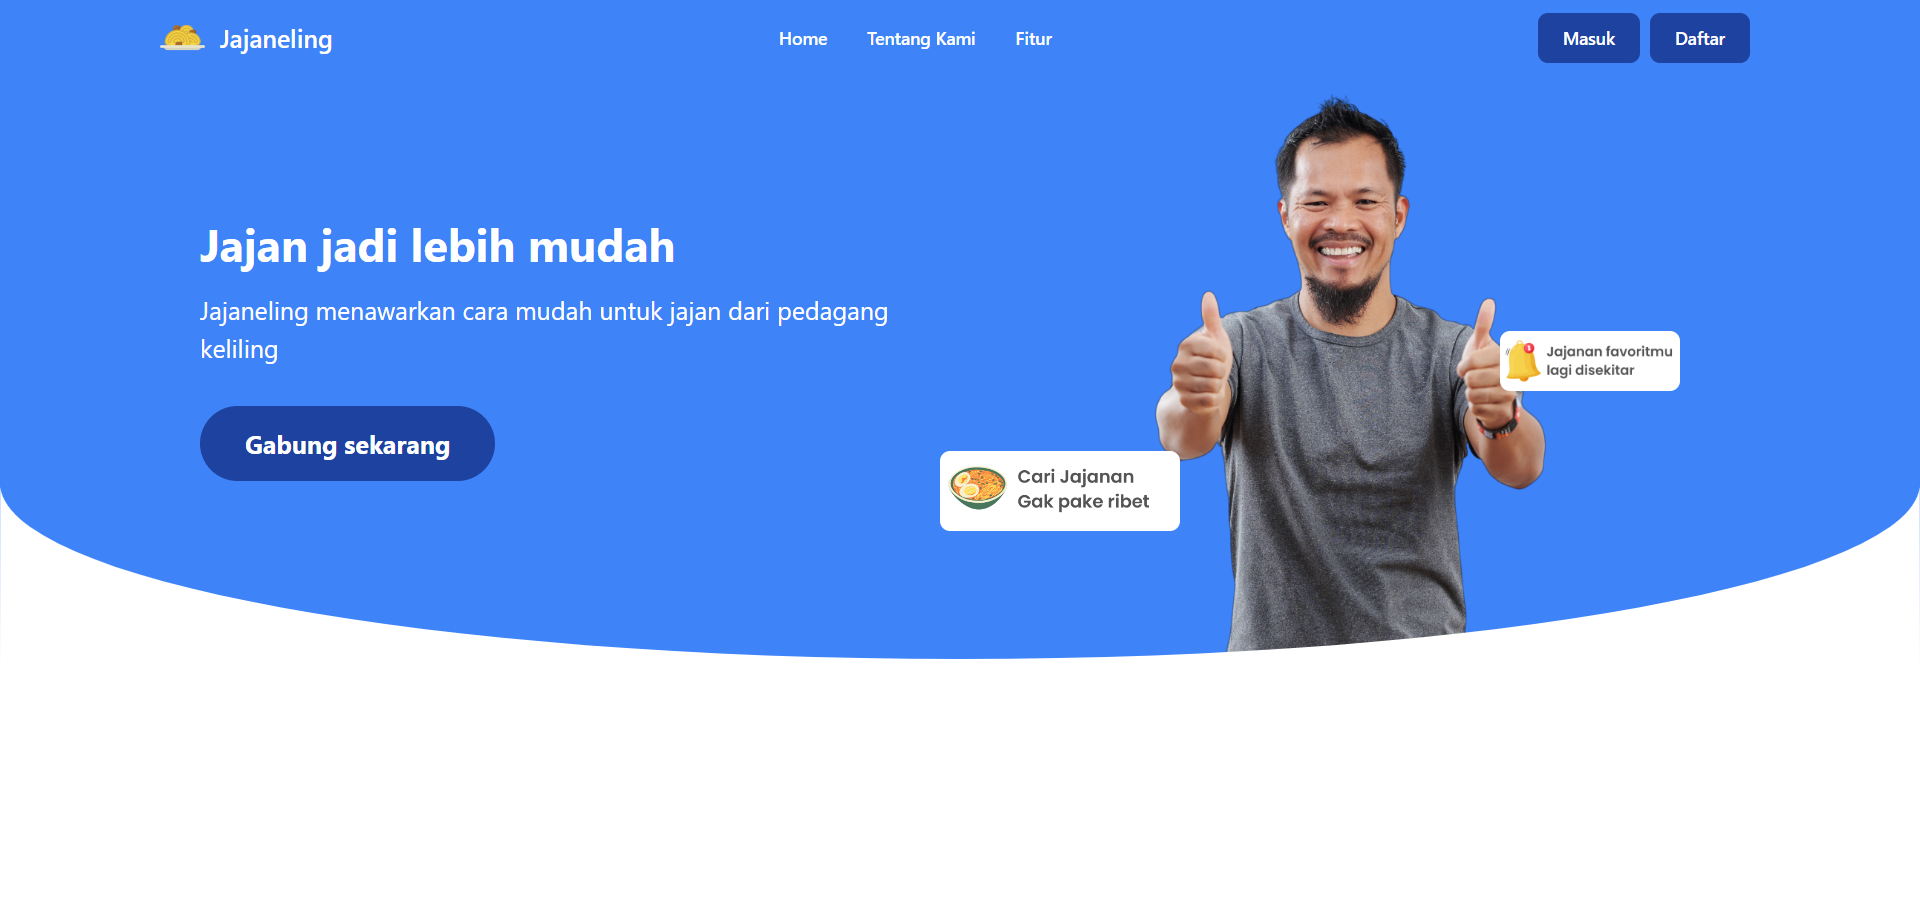 Jajaneling
Home
Tentang Kami
Fitur
Masuk
Daftar
Jajan jadi lebih mudah
Jajaneling menawarkan cara mudah untuk jajan dari pedagang
keliling
Gabung sekarang
1
Jajanan favoritmu
lagi disekitar
Cari Jajanan
Gak pake ribet